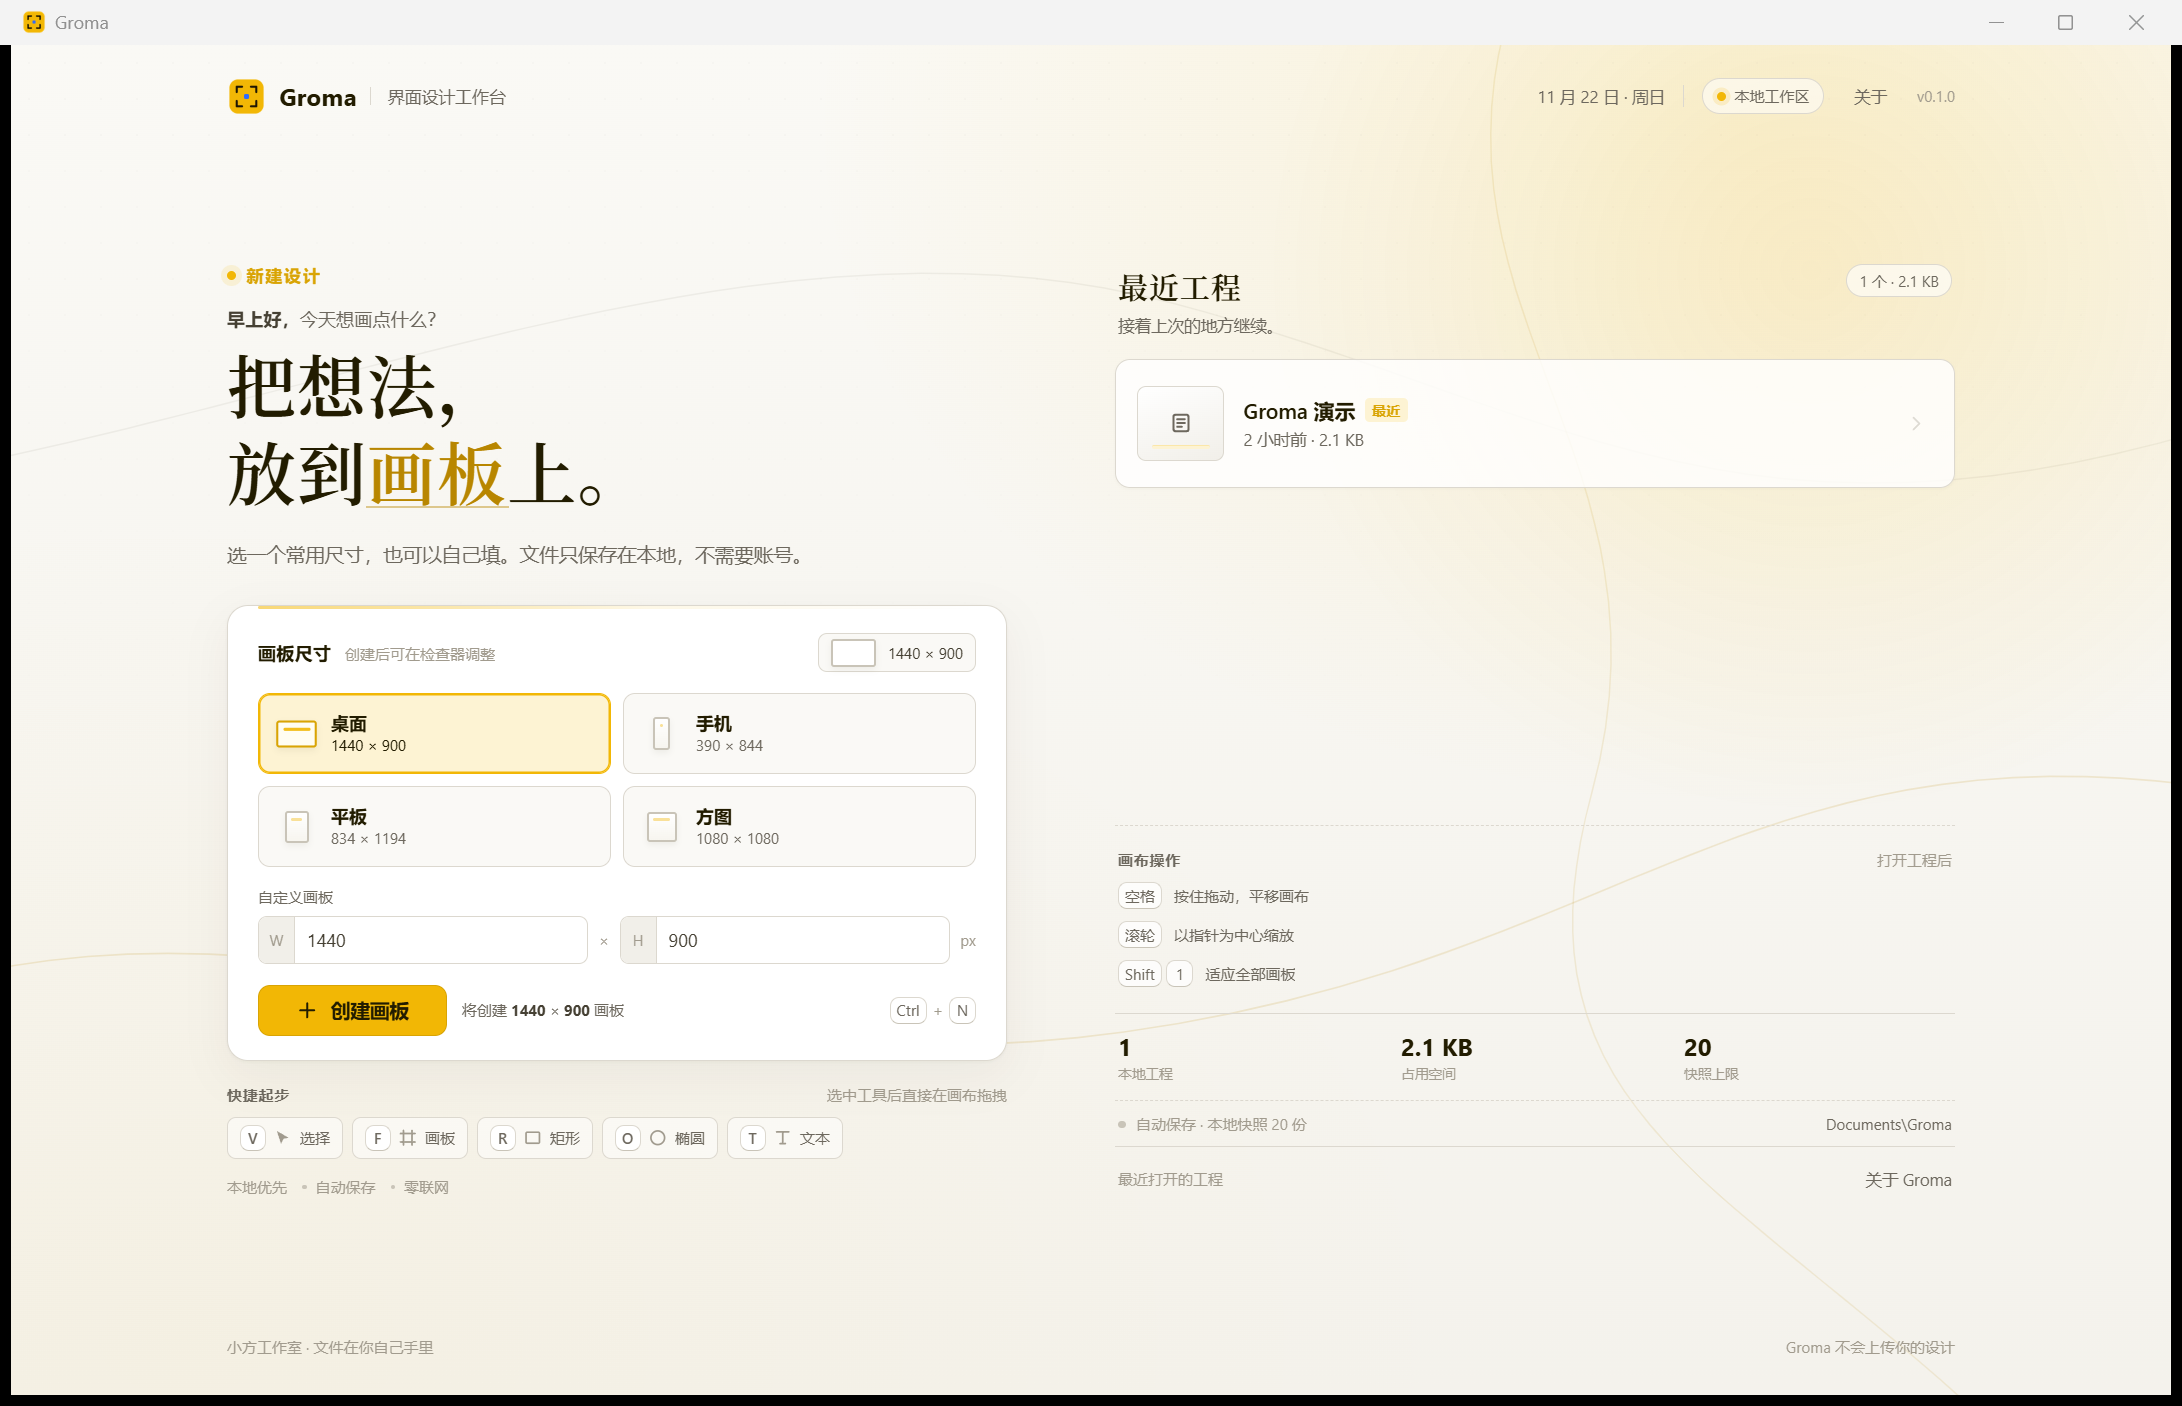 Groma
Groma 界面设计工作台
11 月 22 日 · 周日 本地工作区 关于 v0.1.0
新建设计
早上好，今天想画点什么？
把想法，
放到画板上。
选一个常用尺寸，也可以自己填。文件只保存在本地，不需要账号。
画板尺寸 创建后可在检查器调整 1440 × 900
桌面
1440 × 900
手机
390 × 844
平板
834 × 1194
方图
1080 × 1080
自定义画板
W 1440 × H 900 px
创建画板 将创建 1440 × 900 画板 Ctrl + N
快捷起步 选中工具后直接在画布拖拽
V 选择 F 画板 R 矩形 O 椭圆 T 文本
本地优先 • 自动保存 • 零联网
最近工程 1 个 · 2.1 KB
接着上次的地方继续。
Groma 演示 最近
2 小时前 · 2.1 KB
画布操作 打开工程后
空格 按住拖动，平移画布
滚轮 以指针为中心缩放
Shift 1 适应全部画板
1 2.1 KB 20
本地工程 占用空间 快照上限
自动保存 · 本地快照 20 份 Documents\Groma
最近打开的工程 关于 Groma
小方工作室 · 文件在你自己手里 Groma 不会上传你的设计